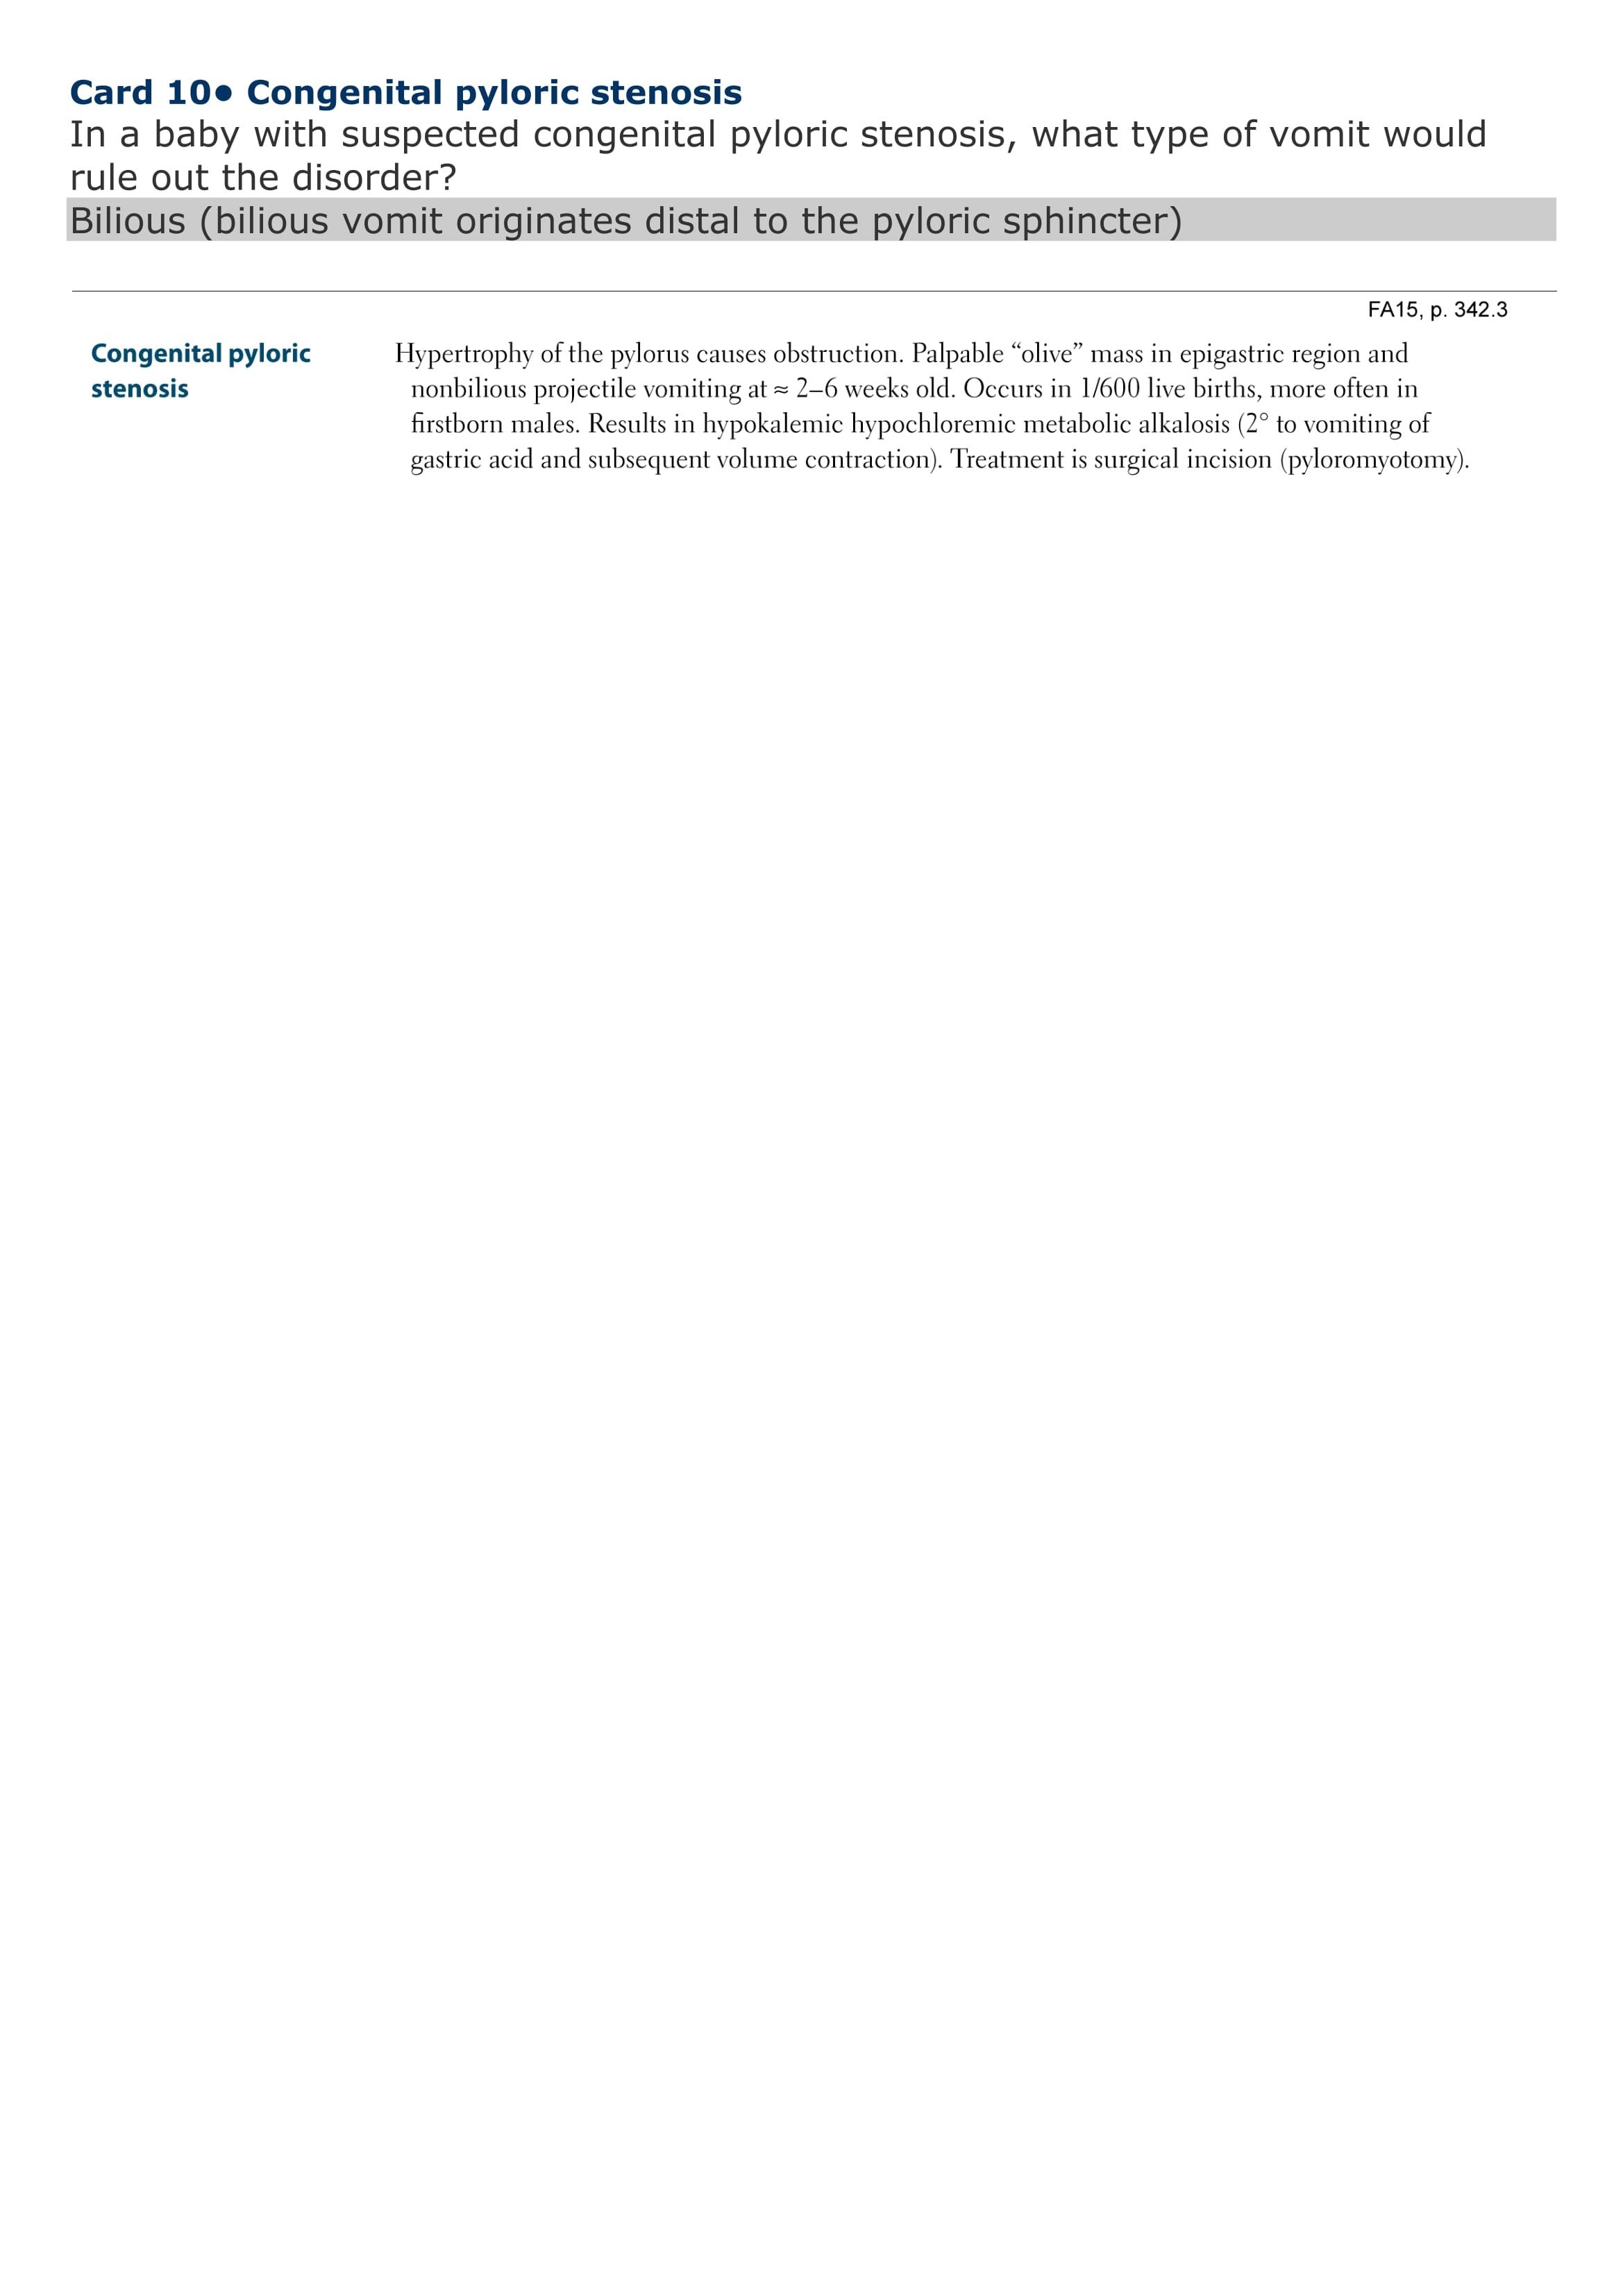 Card 10● Congenital pyloric stenosis
In a baby with suspected congenital pyloric stenosis, what type of vomit would
rule out the disorder?
Bilious (bilious vomit originates distal to the pyloric sphincter)
FA15, p. 342.3
Congenital pyloric
stenosis
Hypertrophy of the pylorus causes obstruction. Palpable “olive” mass in epigastric region and
nonbilious projectile vomiting at ≈ 2–6 weeks old. Occurs in 1/600 live births, more often in
firstborn males. Results in hypokalemic hypochloremic metabolic alkalosis (2° to vomiting of
gastric acid and subsequent volume contraction). Treatment is surgical incision (pyloromyotomy).